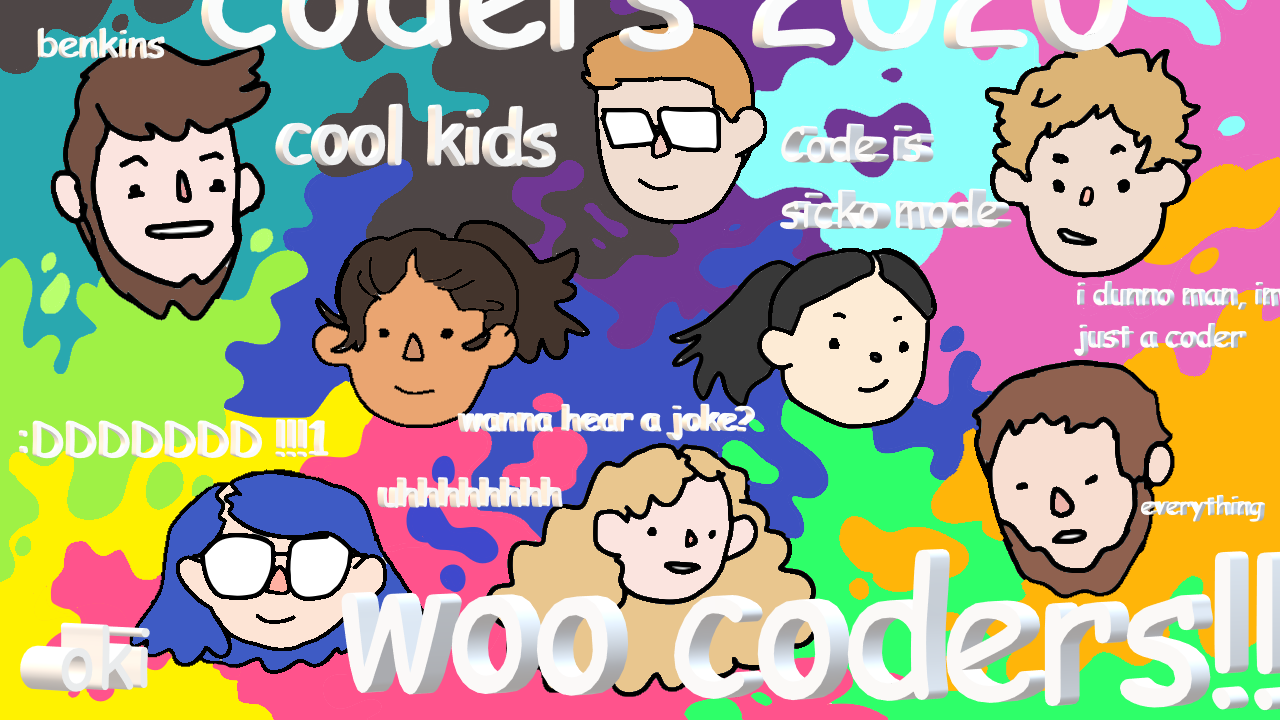 coders 2020
benkins
cool kids
Code is
sicko mode
i dunno man, im
just a coder
wanna hear a joke?
:DDDDDDD !!!1
uhhhhhhhh
everything
woo coders!!
ok